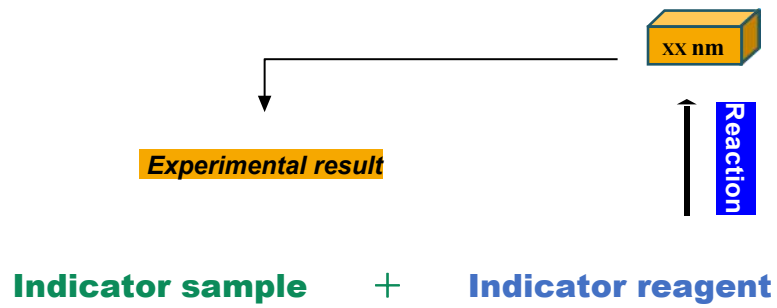 xx nm
Reaction
Experimental result
Indicator sample + Indicator reagent